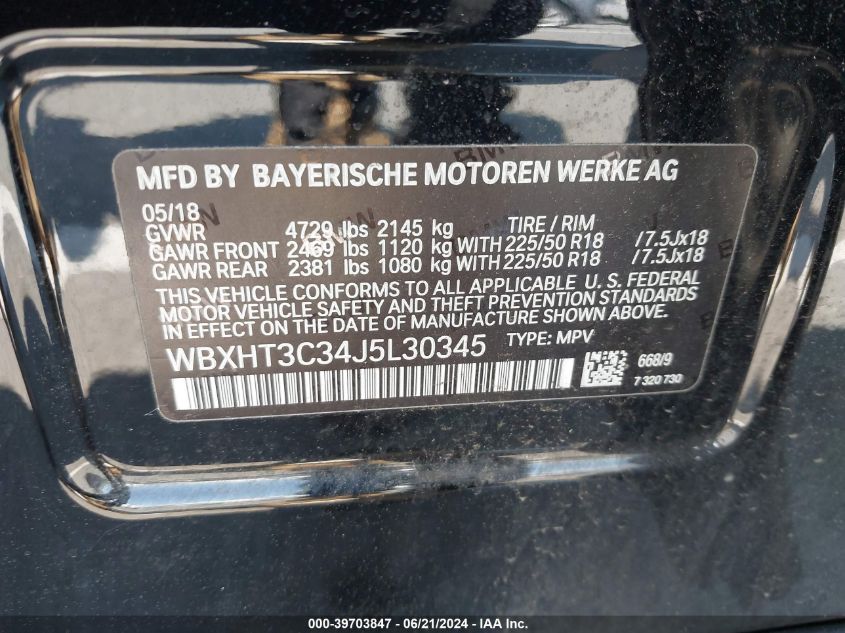 MFD BY BAYERISCHE MOTOREN WERKE AG
05/18
GVWR 4729 lbs 2145 kg TIRE / RIM
GAWR FRONT 2469 lbs 1120 kg WITH 225/50 R18 /7.5Jx18
GAWR REAR 2381 lbs 1080 kg WITH 225/50 R18 /7.5Jx18
THIS VEHICLE CONFORMS TO ALL APPLICABLE U. S. FEDERAL
MOTOR VEHICLE SAFETY AND THEFT PREVENTION STANDARDS
IN EFFECT ON THE DATE OF MANUFACTURE SHOWN ABOVE.
WBXHT3C34J5L30345 TYPE: MPV
668/9
7 320 730
000-39703847 / 06/21/2024 / IAA Inc.